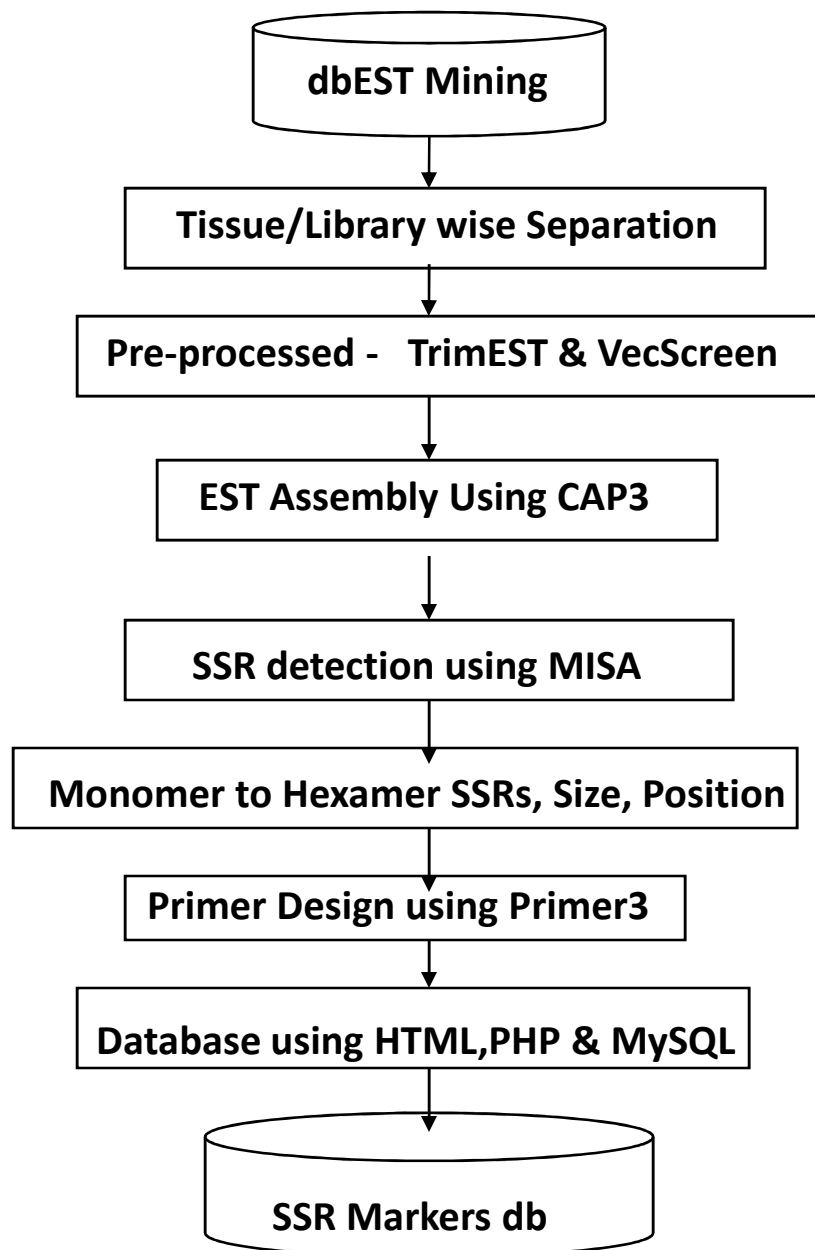 dbEST Mining
Tissue/Library wise Separation
Pre-processed - TrimEST & VecScreen
EST Assembly Using CAP3
SSR detection using MISA
Monomer to Hexamer SSRs, Size, Position
Primer Design using Primer3
Database using HTML,PHP & MySQL
SSR Markers db